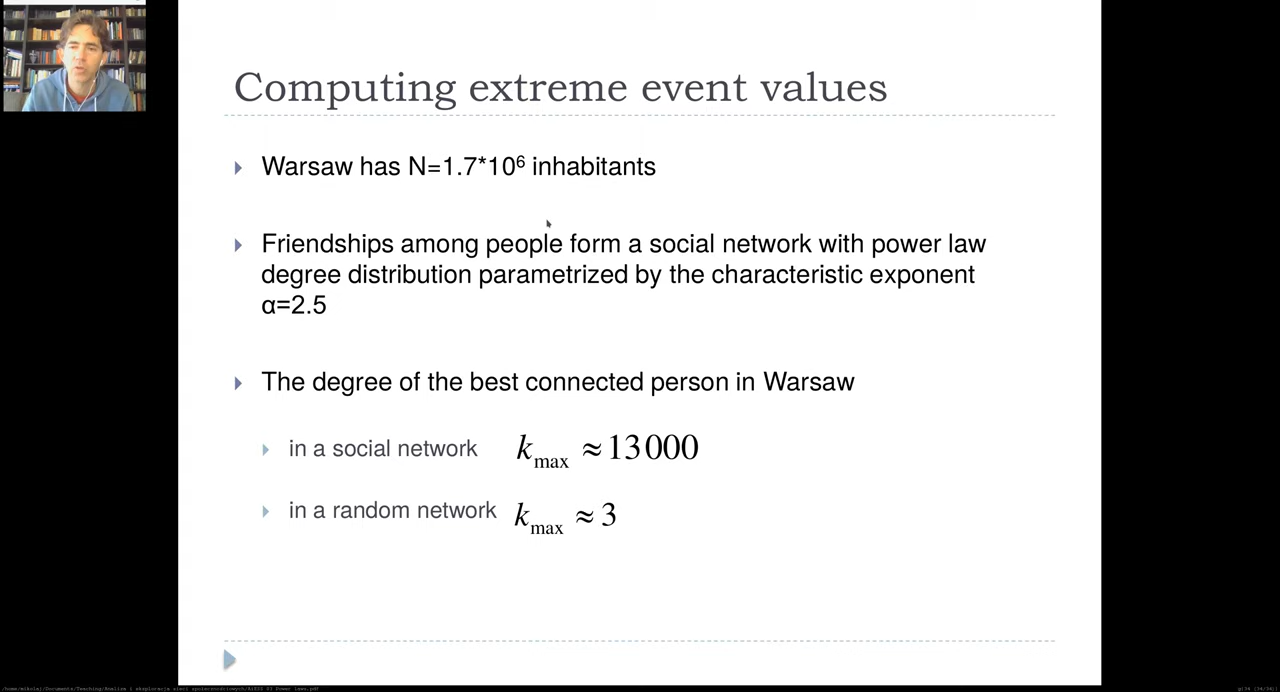 Computing extreme event values
Warsaw has N=1.7*10⁶ inhabitants
Friendships among people form a social network with power law
degree distribution parametrized by the characteristic exponent
α=2.5
The degree of the best connected person in Warsaw
in a social network k_max ≈ 13000
in a random network k_max ≈ 3